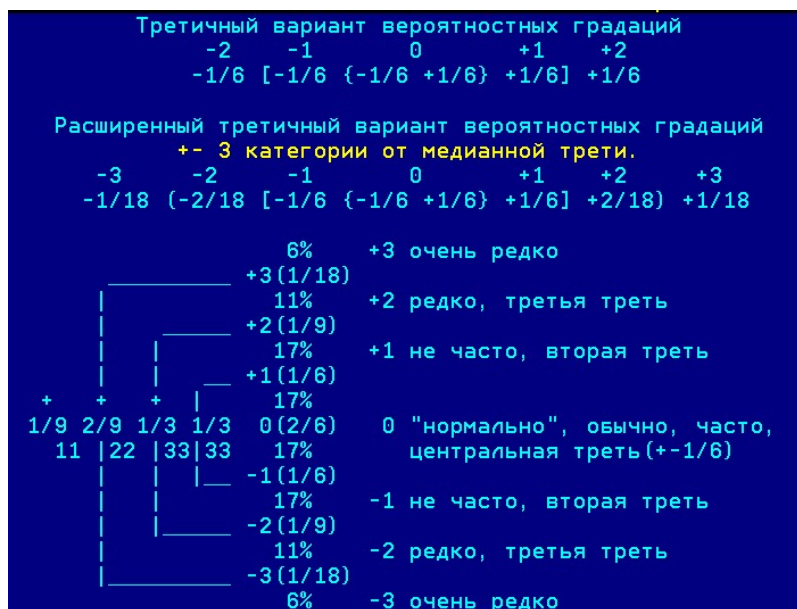 Третичный вариант вероятностных градаций
-2 -1 0 +1 +2
-1/6 [-1/6 {-1/6 +1/6} +1/6] +1/6
Расширенный третичный вариант вероятностных градаций
+- 3 категории от медианной трети.
-3 -2 -1 0 +1 +2 +3
-1/18 (-2/18 [-1/6 {-1/6 +1/6} +1/6] +2/18) +1/18
6% +3 очень редко
_________ +3(1/18)
| 11% +2 редко, третья треть
| _____ +2(1/9)
| | 17% +1 не часто, вторая треть
| | __ +1(1/6)
+ + + | 17%
1/9 2/9 1/3 1/3 0(2/6) 0 "нормально", обычно, часто,
11 |22 |33|33 17% центральная треть(+-1/6)
| | |__ -1(1/6)
| | 17% -1 не часто, вторая треть
| |_____ -2(1/9)
| 11% -2 редко, третья треть
|_________ -3(1/18)
6% -3 очень редко